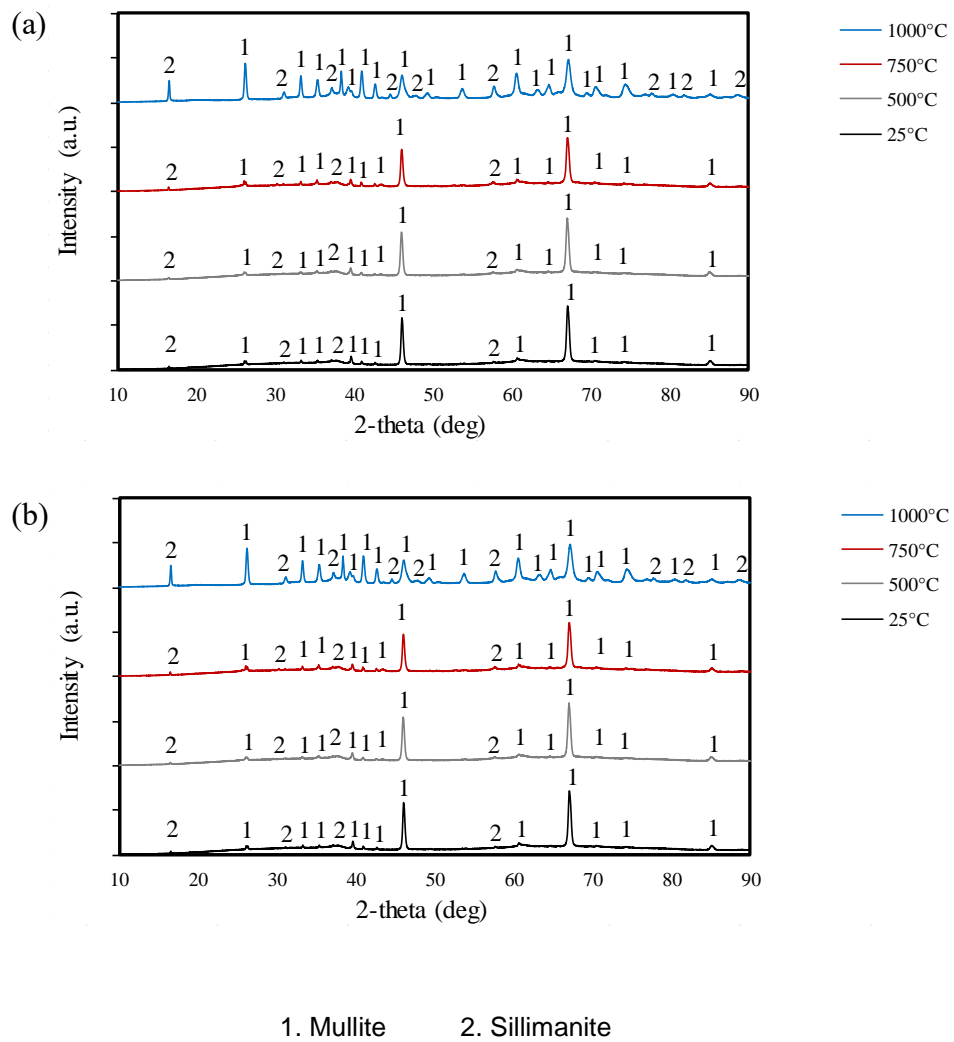 (a)
2 1 2 1 1 2 1 1 1 1 2 1 2 1 1 2 1 1 1 1 1 1 1 2 1 2 1 2
2 1 2 1 1 2 1 1 1 1 2 1 1 1 1 1 1
2 1 2 1 1 2 1 1 1 1 2 1 1 1 1 1 1
2 1 2 1 1 2 1 1 1 1 2 1 1 1 1 1
1000°C
750°C
500°C
25°C
Intensity (a.u.)
10 20 30 40 50 60 70 80 90
2-theta (deg)
(b)
2 1 2 1 1 2 1 1 1 1 2 1 2 1 1 2 1 1 1 1 1 1 1 2 1 2 1 2
2 1 2 1 1 2 1 1 1 1 2 1 1 1 1 1 1
2 1 2 1 1 2 1 1 1 1 2 1 1 1 1 1 1
2 1 2 1 1 2 1 1 1 1 2 1 1 1 1 1
1000°C
750°C
500°C
25°C
Intensity (a.u.)
10 20 30 40 50 60 70 80 90
2-theta (deg)
1. Mullite 2. Sillimanite